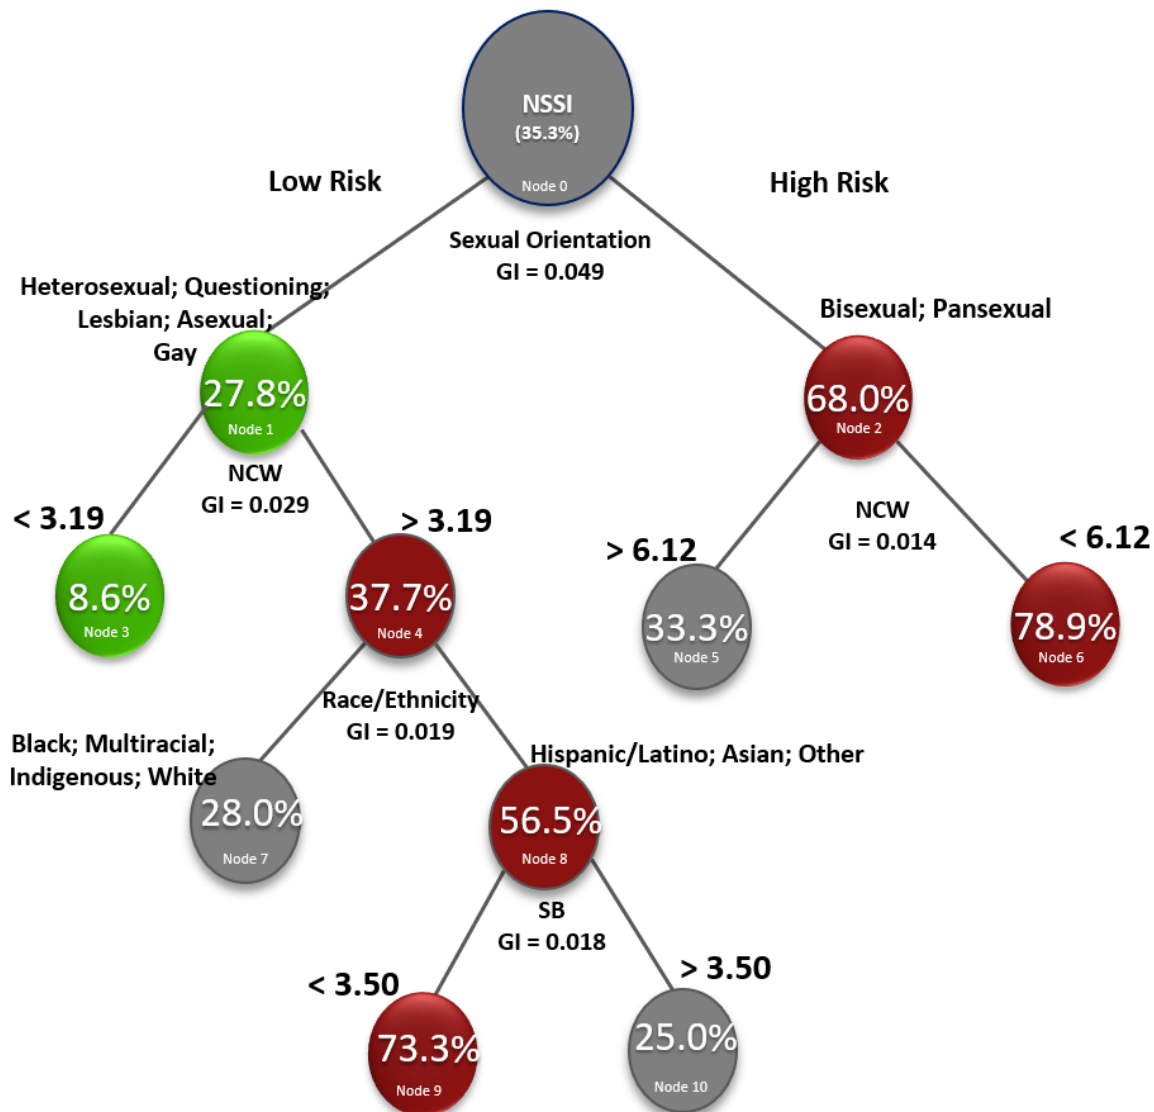 NSSI
(35.3%)
Node 0
Low Risk
High Risk
Sexual Orientation
GI = 0.049
Heterosexual; Questioning;
Lesbian; Asexual;
Gay
Bisexual; Pansexual
27.8%
Node 1
68.0%
Node 2
NCW
GI = 0.029
NCW
GI = 0.014
< 3.19
> 3.19
> 6.12
< 6.12
8.6%
Node 3
37.7%
Node 4
33.3%
Node 5
78.9%
Node 6
Race/Ethnicity
GI = 0.019
Black; Multiracial;
Indigenous; White
Hispanic/Latino; Asian; Other
28.0%
Node 7
56.5%
Node 8
SB
GI = 0.018
< 3.50
> 3.50
73.3%
Node 9
25.0%
Node 10